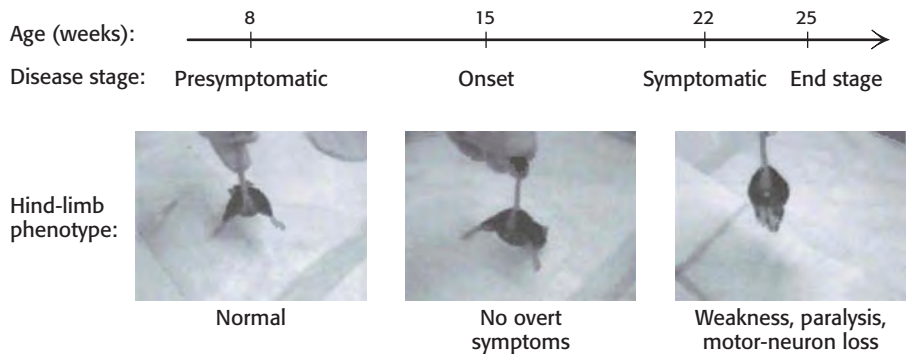 Age (weeks): 8 15 22 25
Disease stage: Presymptomatic Onset Symptomatic End stage
Hind-limb
phenotype:
Normal
No overt
symptoms
Weakness, paralysis,
motor-neuron loss